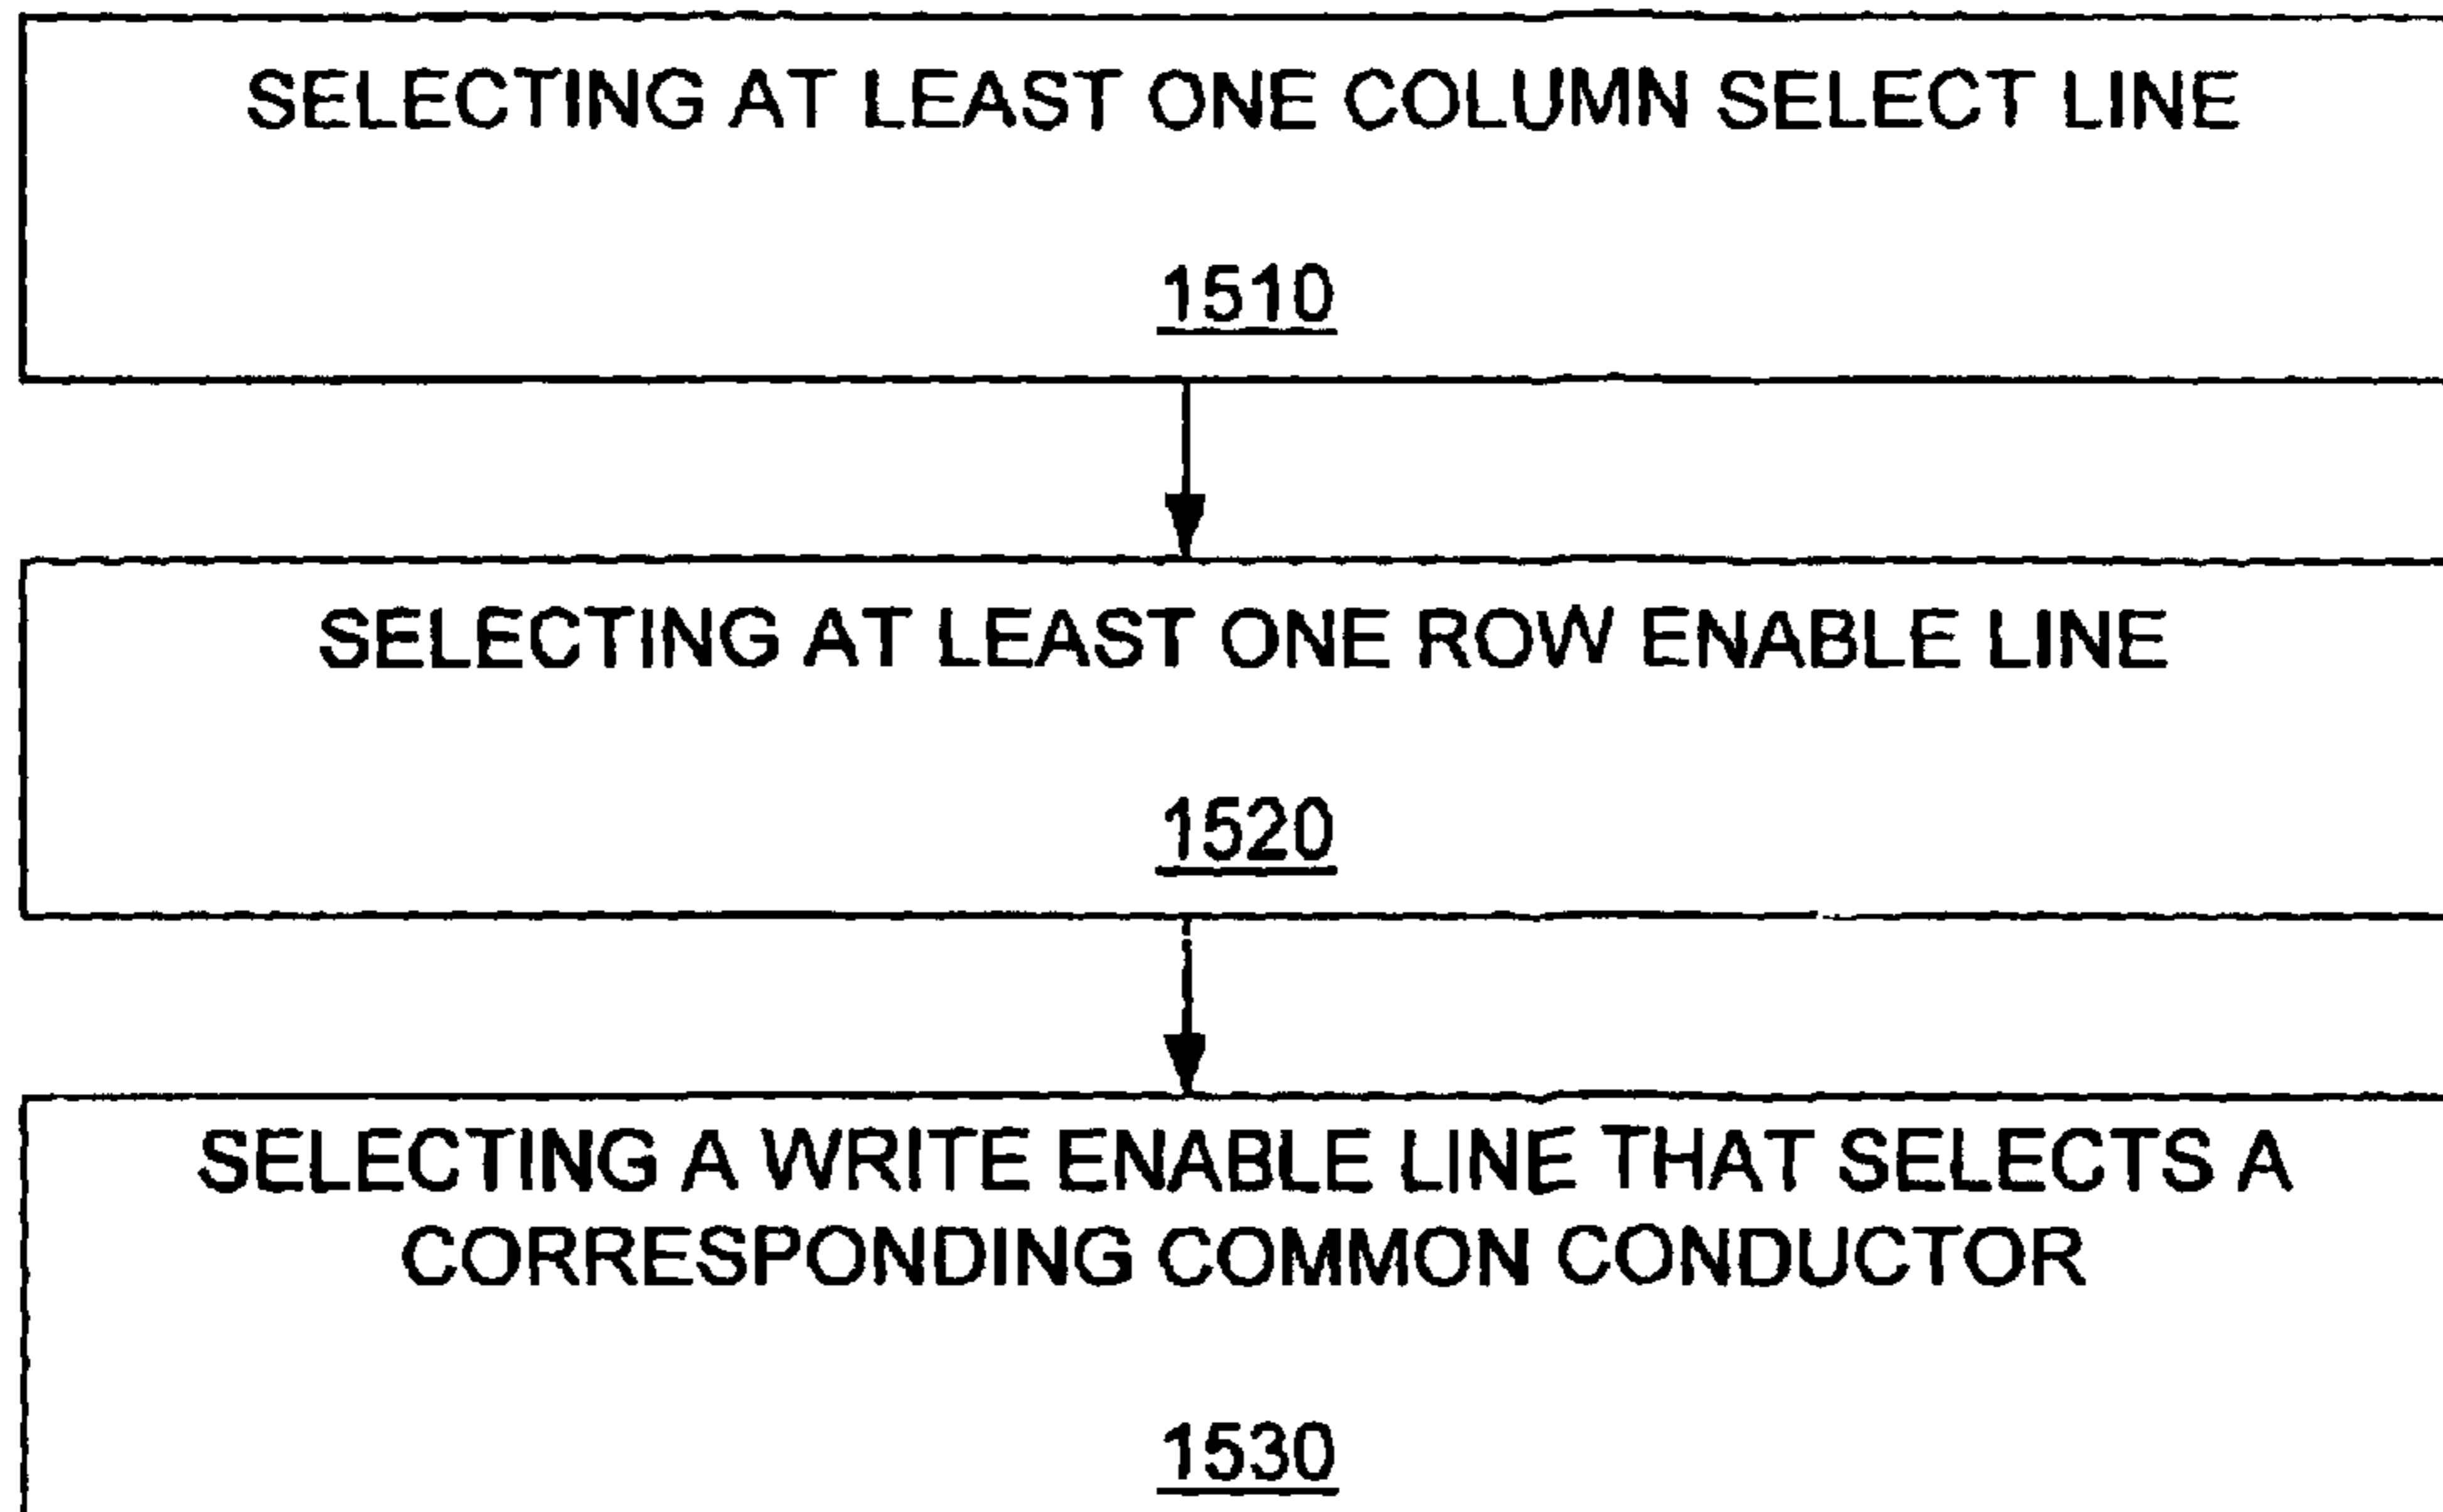 SELECTING AT LEAST ONE COLUMN SELECT LINE
1510
SELECTING AT LEAST ONE ROW ENABLE LINE
1520
SELECTING A WRITE ENABLE LINE THAT SELECTS A
CORRESPONDING COMMON CONDUCTOR
1530